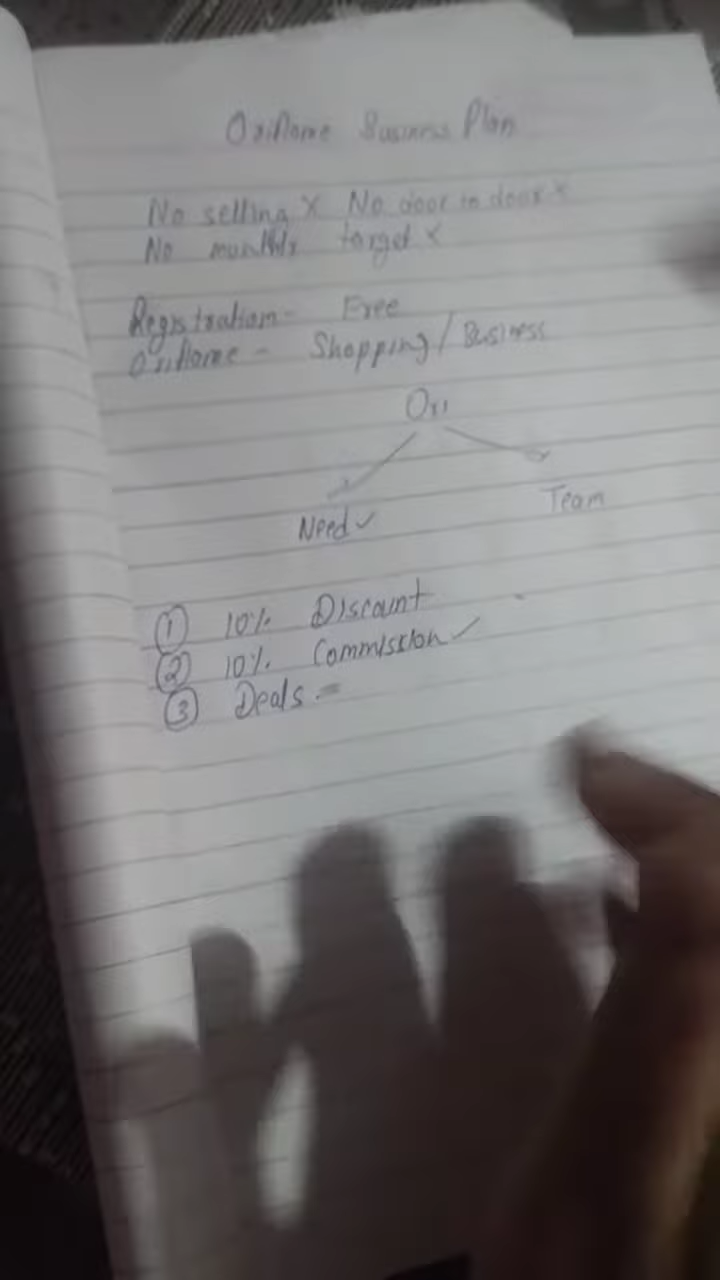 Oriflame Business Plan
No selling X No door to door X
No monthly target X
Registration - Free
Oriflame - Shopping / Business
Ori
Need ✓ Team
① 10% Discount
② 10% Commission ✓
③ Deals =